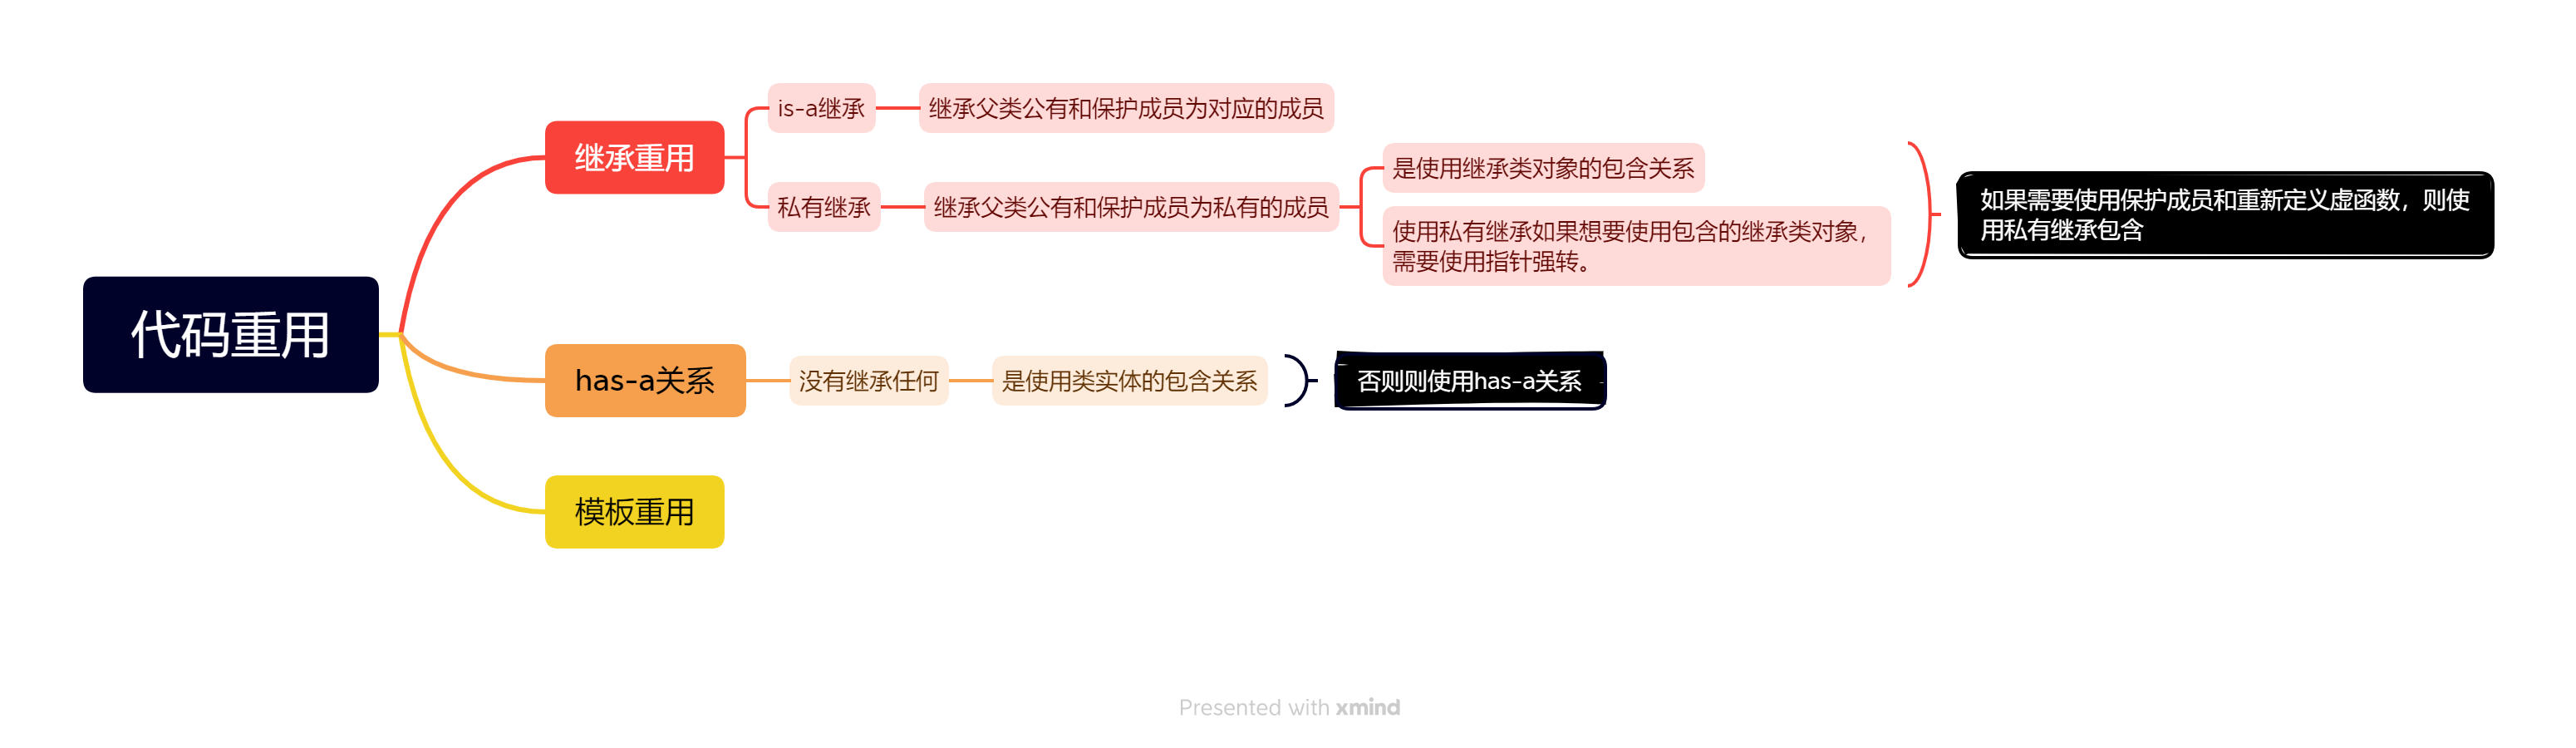 代码重用
继承重用
is-a继承
继承父类公有和保护成员为对应的成员
私有继承
继承父类公有和保护成员为私有的成员
是使用继承类对象的包含关系
使用私有继承如果想要使用包含的继承类对象，
需要使用指针强转。
如果需要使用保护成员和重新定义虚函数，则使
用私有继承包含
has-a关系
没有继承任何
是使用类实体的包含关系
否则则使用has-a关系
模板重用
Presented with xmind